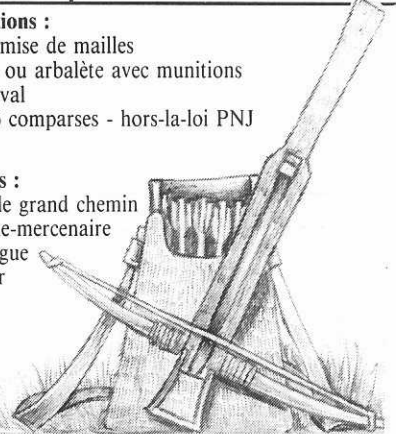 tions :
mise de mailles
ou arbalète avec munitions
val
comparses - hors-la-loi PNJ
s :
le grand chemin
e-mercenaire
gue
r